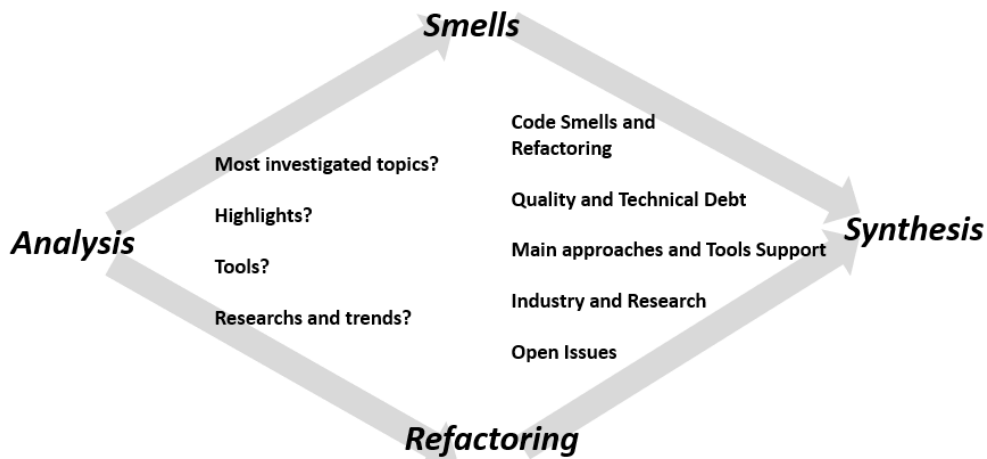 Smells
Analysis
Most investigated topics?
Highlights?
Tools?
Researchs and trends?
Code Smells and
Refactoring
Quality and Technical Debt
Main approaches and Tools Support
Industry and Research
Open Issues
Synthesis
Refactoring